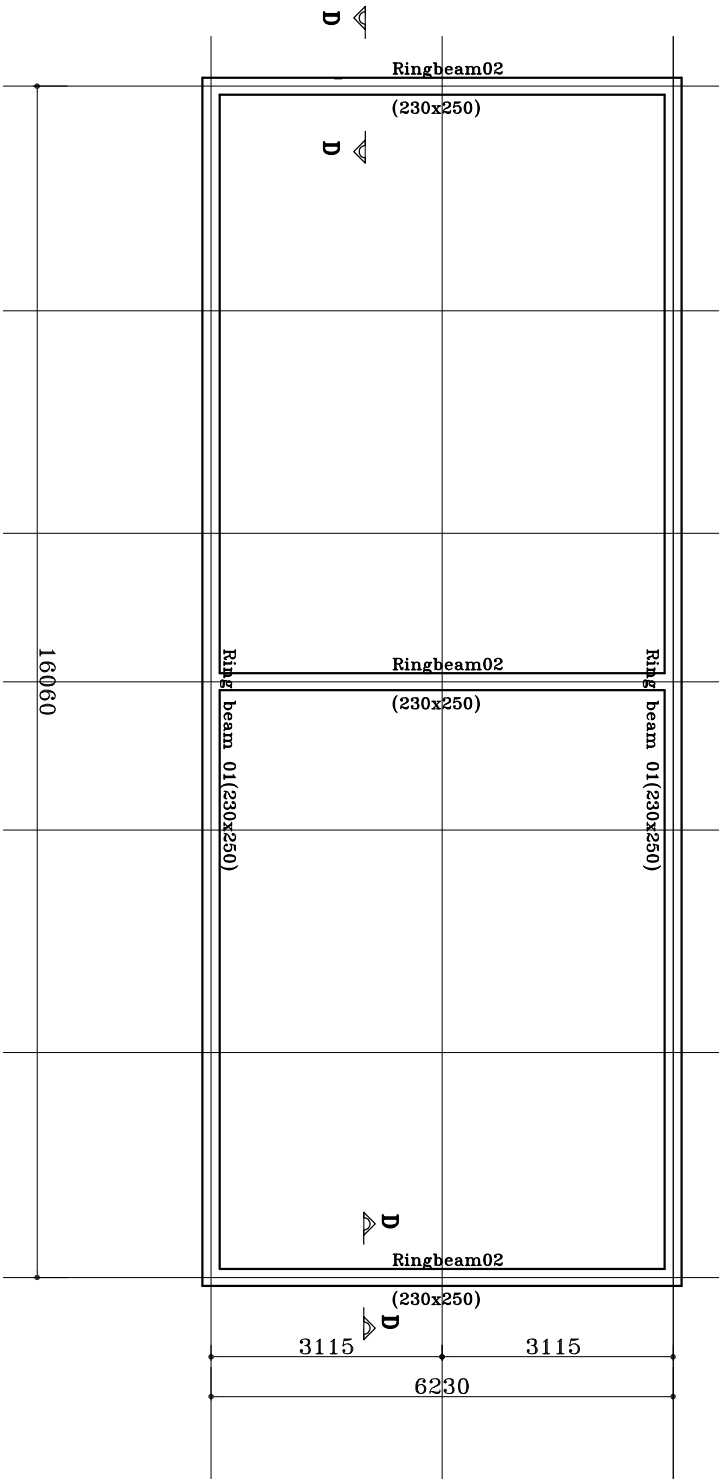 D
Ringbeam02
(230x250)
D
Ringbeam02
(230x250)
Ring beam 01(230x250)
Ring beam 01(230x250)
16060
D
Ringbeam02
(230x250)
D
3115
3115
6230